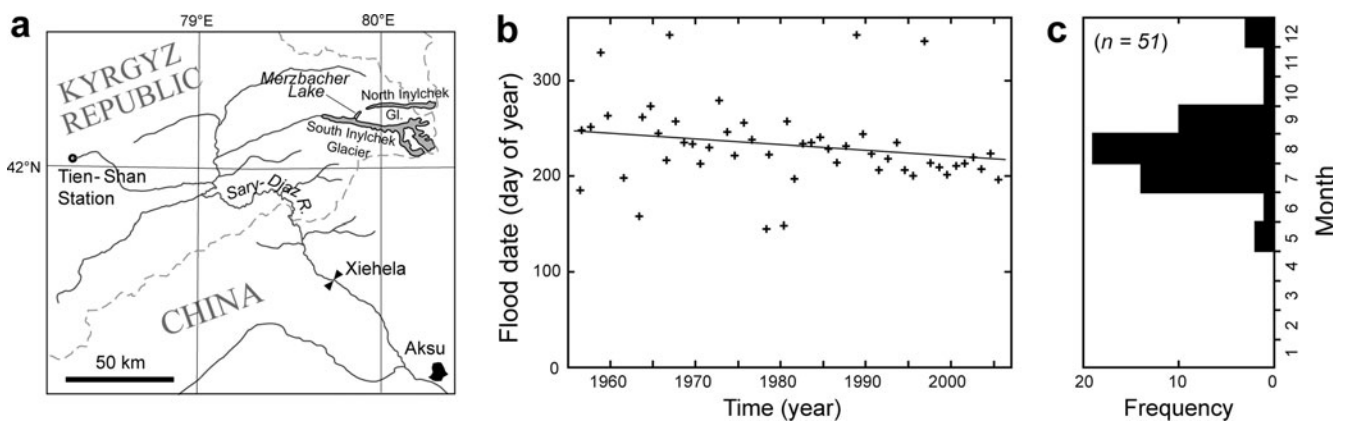 a
79°E
80°E
KYRGYZ
REPUBLIC
Merzbacher
Lake
North Inylchek
Gl.
South Inylchek
Glacier
42°N
Tien-Shan
Station
Sary-Djaz R.
Xiehela
CHINA
Aksu
50 km
b
Flood date (day of year)
300
200
100
0
1960
1970
1980
1990
2000
Time (year)
c
(n = 51)
12
11
10
9
8
7
6
5
4
3
2
1
Month
20
10
0
Frequency